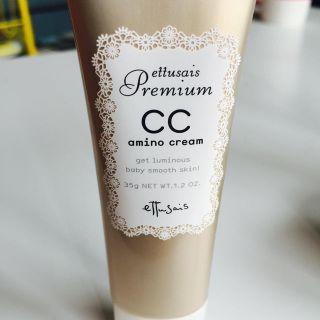 ettusais
Premium
CC
amino cream
get luminous
baby smooth skin!
35g NET WT.1.2 OZ.
ettusais